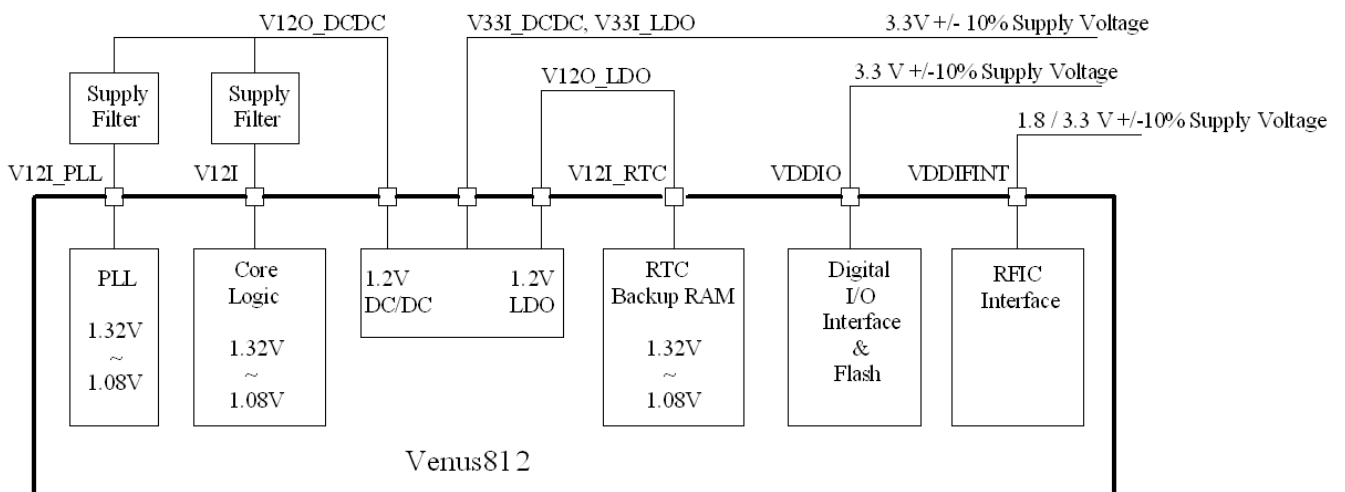 V12O_DCDC
V33I_DCDC, V33I_LDO
3.3V +/- 10% Supply Voltage
V12O_LDO
3.3 V +/-10% Supply Voltage
Supply
Filter
Supply
Filter
1.8 / 3.3 V +/-10% Supply Voltage
V12I_PLL
V12I
V12I_RTC
VDDIO
VDDIFINT
PLL
1.32V
~
1.08V
Core
Logic
1.32V
~
1.08V
1.2V
DC/DC
1.2V
LDO
RTC
Backup RAM
1.32V
~
1.08V
Digital
I/O
Interface
&
Flash
RFIC
Interface
Venus812